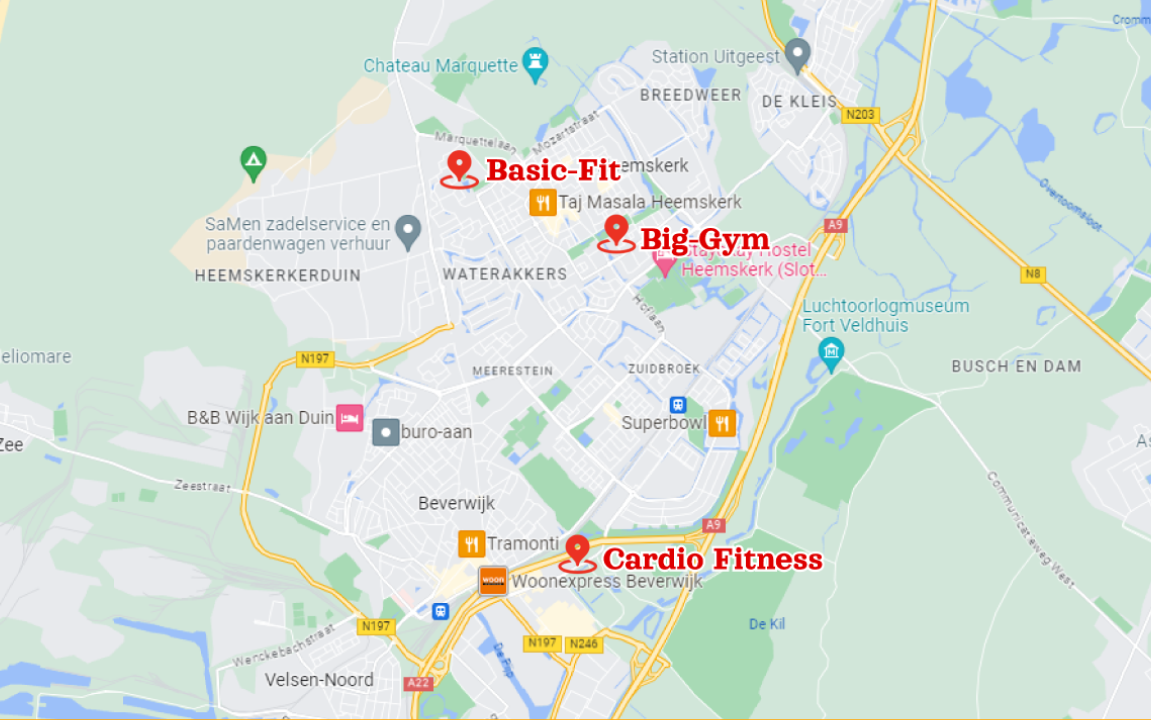 Cromm
Station Uitgeest
Chateau Marquette
BREEDWEER
DE KLEIS
N203
Marquettelaan
Mozartstraat
Basic-Fit
emskerk
Taj Masala Heemskerk
Overtoomsloot
SaMen zadelservice en
paardenwagen verhuur
A9
Big-Gym
Stayokay Hostel
Heemskerk (Slot...
HEEMSKERKERDUIN
WATERAKKERS
N8
Hoflaan
Luchtoorlogmuseum
Fort Veldhuis
eliomare
N197
MEERESTEIN
ZUIDBROEK
BUSCH EN DAM
B&B Wijk aan Duin
buro-aan
Superbowl
Zee
As
Zeestraat
Communicatieweg West
Beverwijk
A9
Tramonti
Cardio Fitness
woon
Woonexpress Beverwijk
N197
De Kil
Wenckebachstraat
N197
N246
De Pijp
Velsen-Noord
A22